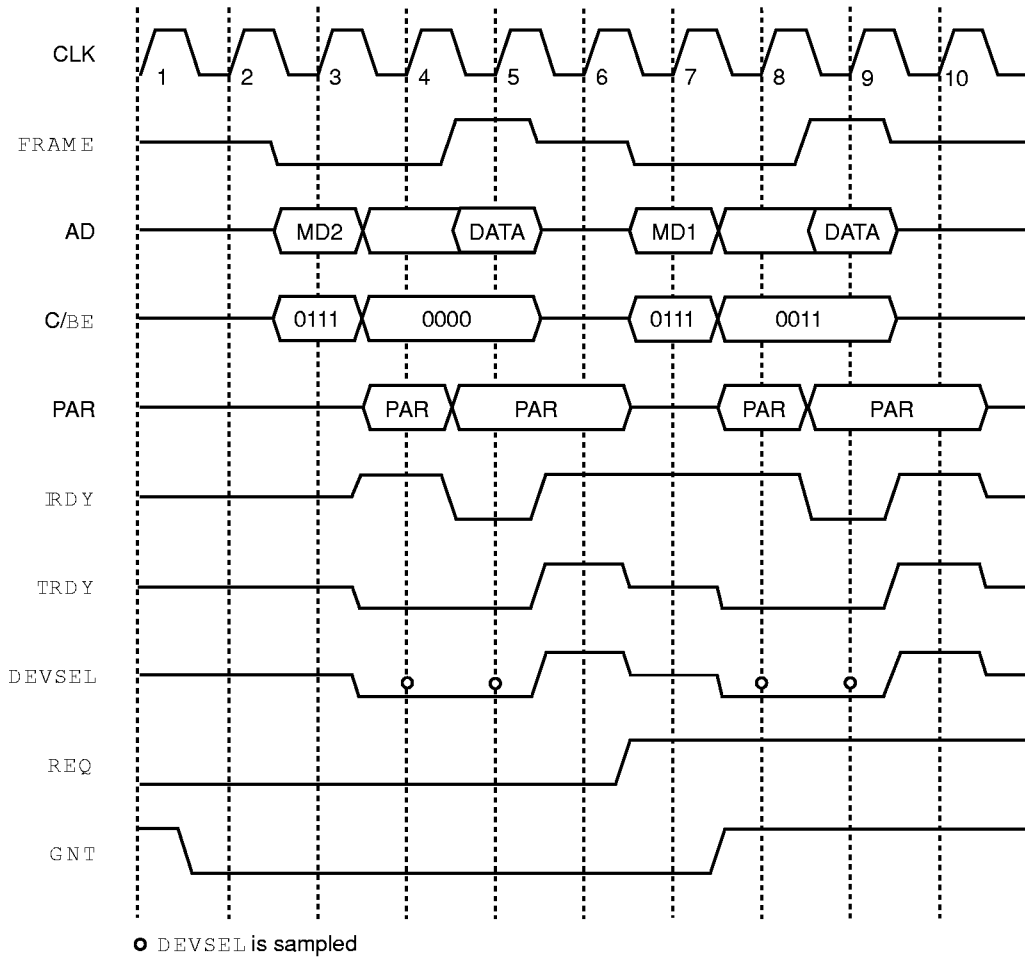 CLK
1 2 3 4 5 6 7 8 9 10
FRAME
AD
MD2 DATA MD1 DATA
C/BE
0111 0000 0111 0011
PAR
PAR PAR PAR PAR
IRDY
TRDY
DEVSEL
REQ
GNT
DEVSEL is sampled